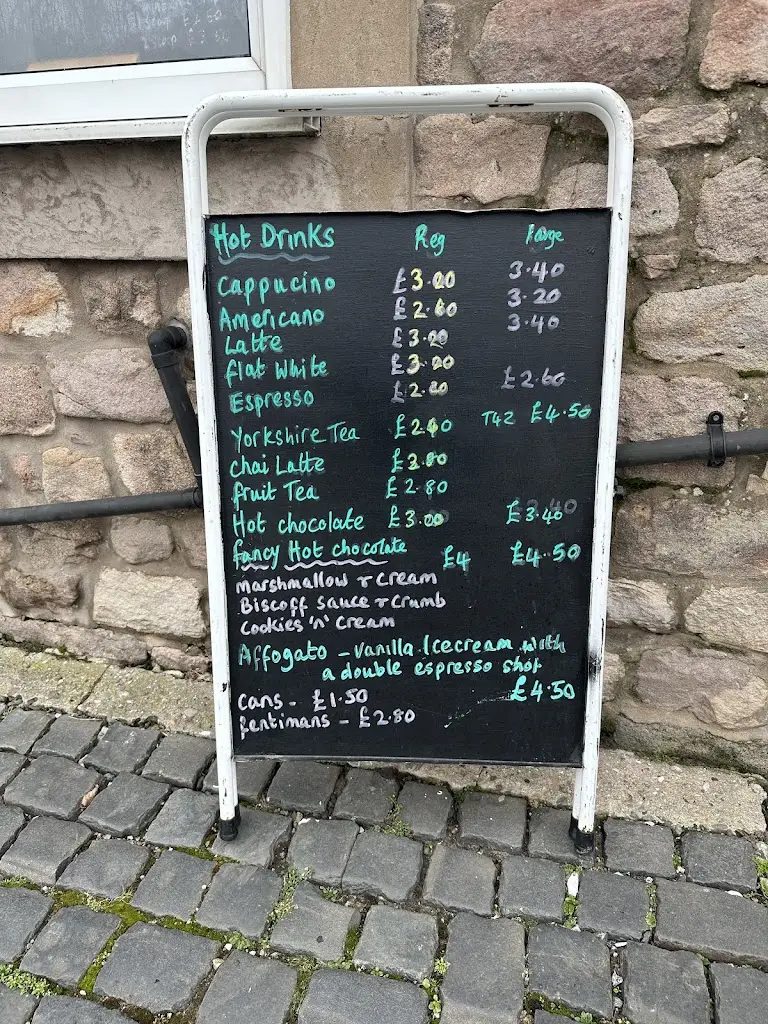 Hot Drinks Reg Large
Cappucino £3.20 3.40
Americano £2.80 3.20
Latte £3.20 3.40
flat White £3.20
Espresso £2.20 £2.60
Yorkshire Tea £2.40 T42 £4.50
chai Latte
fruit Tea £2.80
Hot chocolate £3.00 £3.40
fancy Hot chocolate £4 £4.50
marshmallow + cream
Biscoff sauce + crumb
cookies 'n' cream
Affogato - vanilla Icecream with
a double espresso shot
£4.50
cans - £1.50
fentimans - £2.80